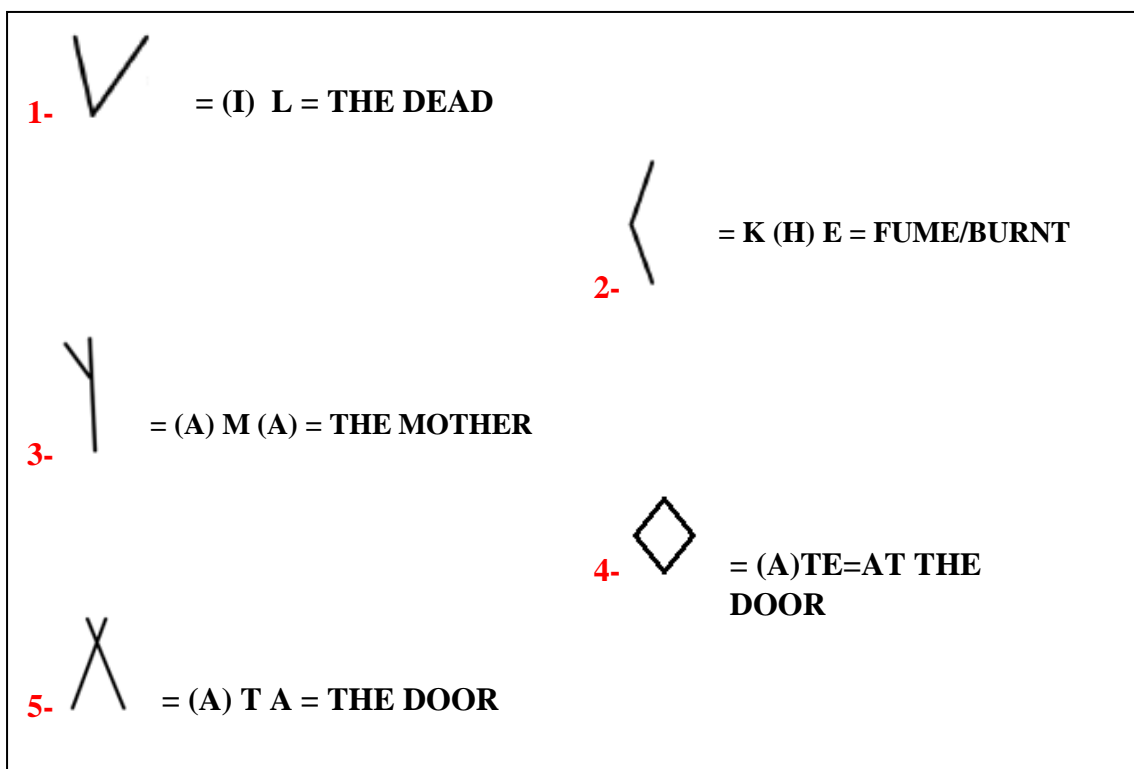 1- = (I) L = THE DEAD
2- = K (H) E = FUME/BURNT
3- = (A) M (A) = THE MOTHER
4- = (A)TE=AT THE
DOOR
5- = (A) T A = THE DOOR